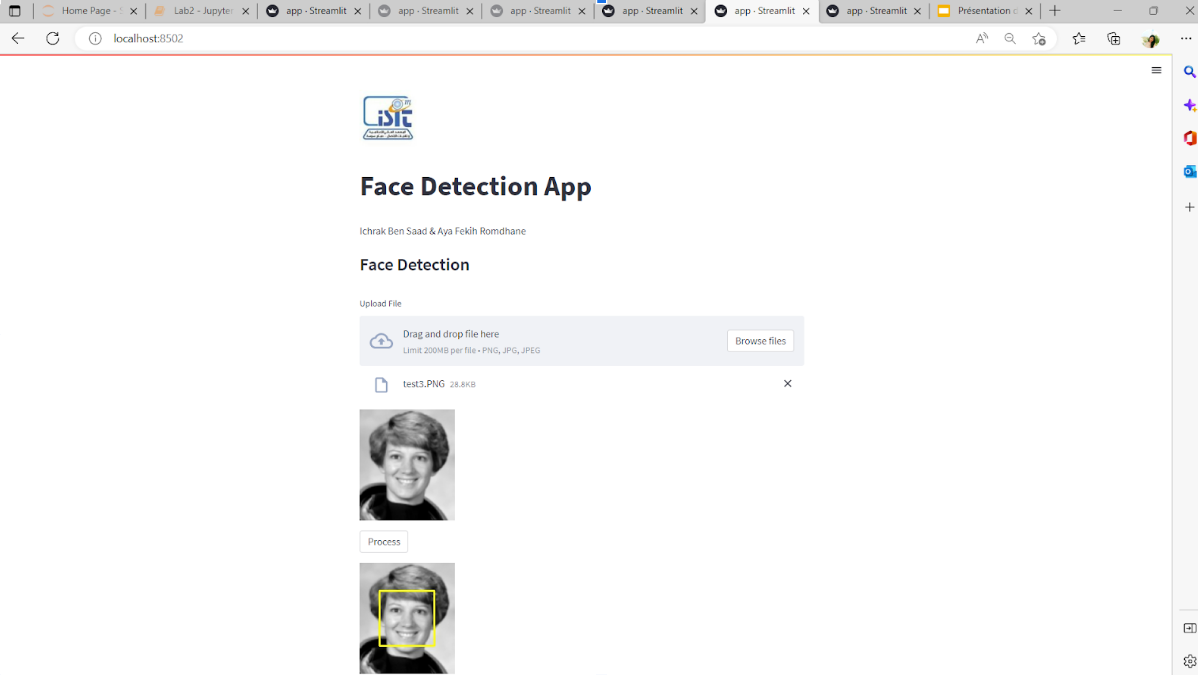 Home Page - S
Lab2 - Jupyter
app · Streamlit
app · Streamlit
app · Streamlit
app · Streamlit
app · Streamlit
app · Streamlit
Présentation d
localhost:8502
isit
Face Detection App
Ichrak Ben Saad & Aya Fekih Romdhane
Face Detection
Upload File
Drag and drop file here
Limit 200MB per file • PNG, JPG, JPEG
Browse files
test3.PNG 28.8KB
Process